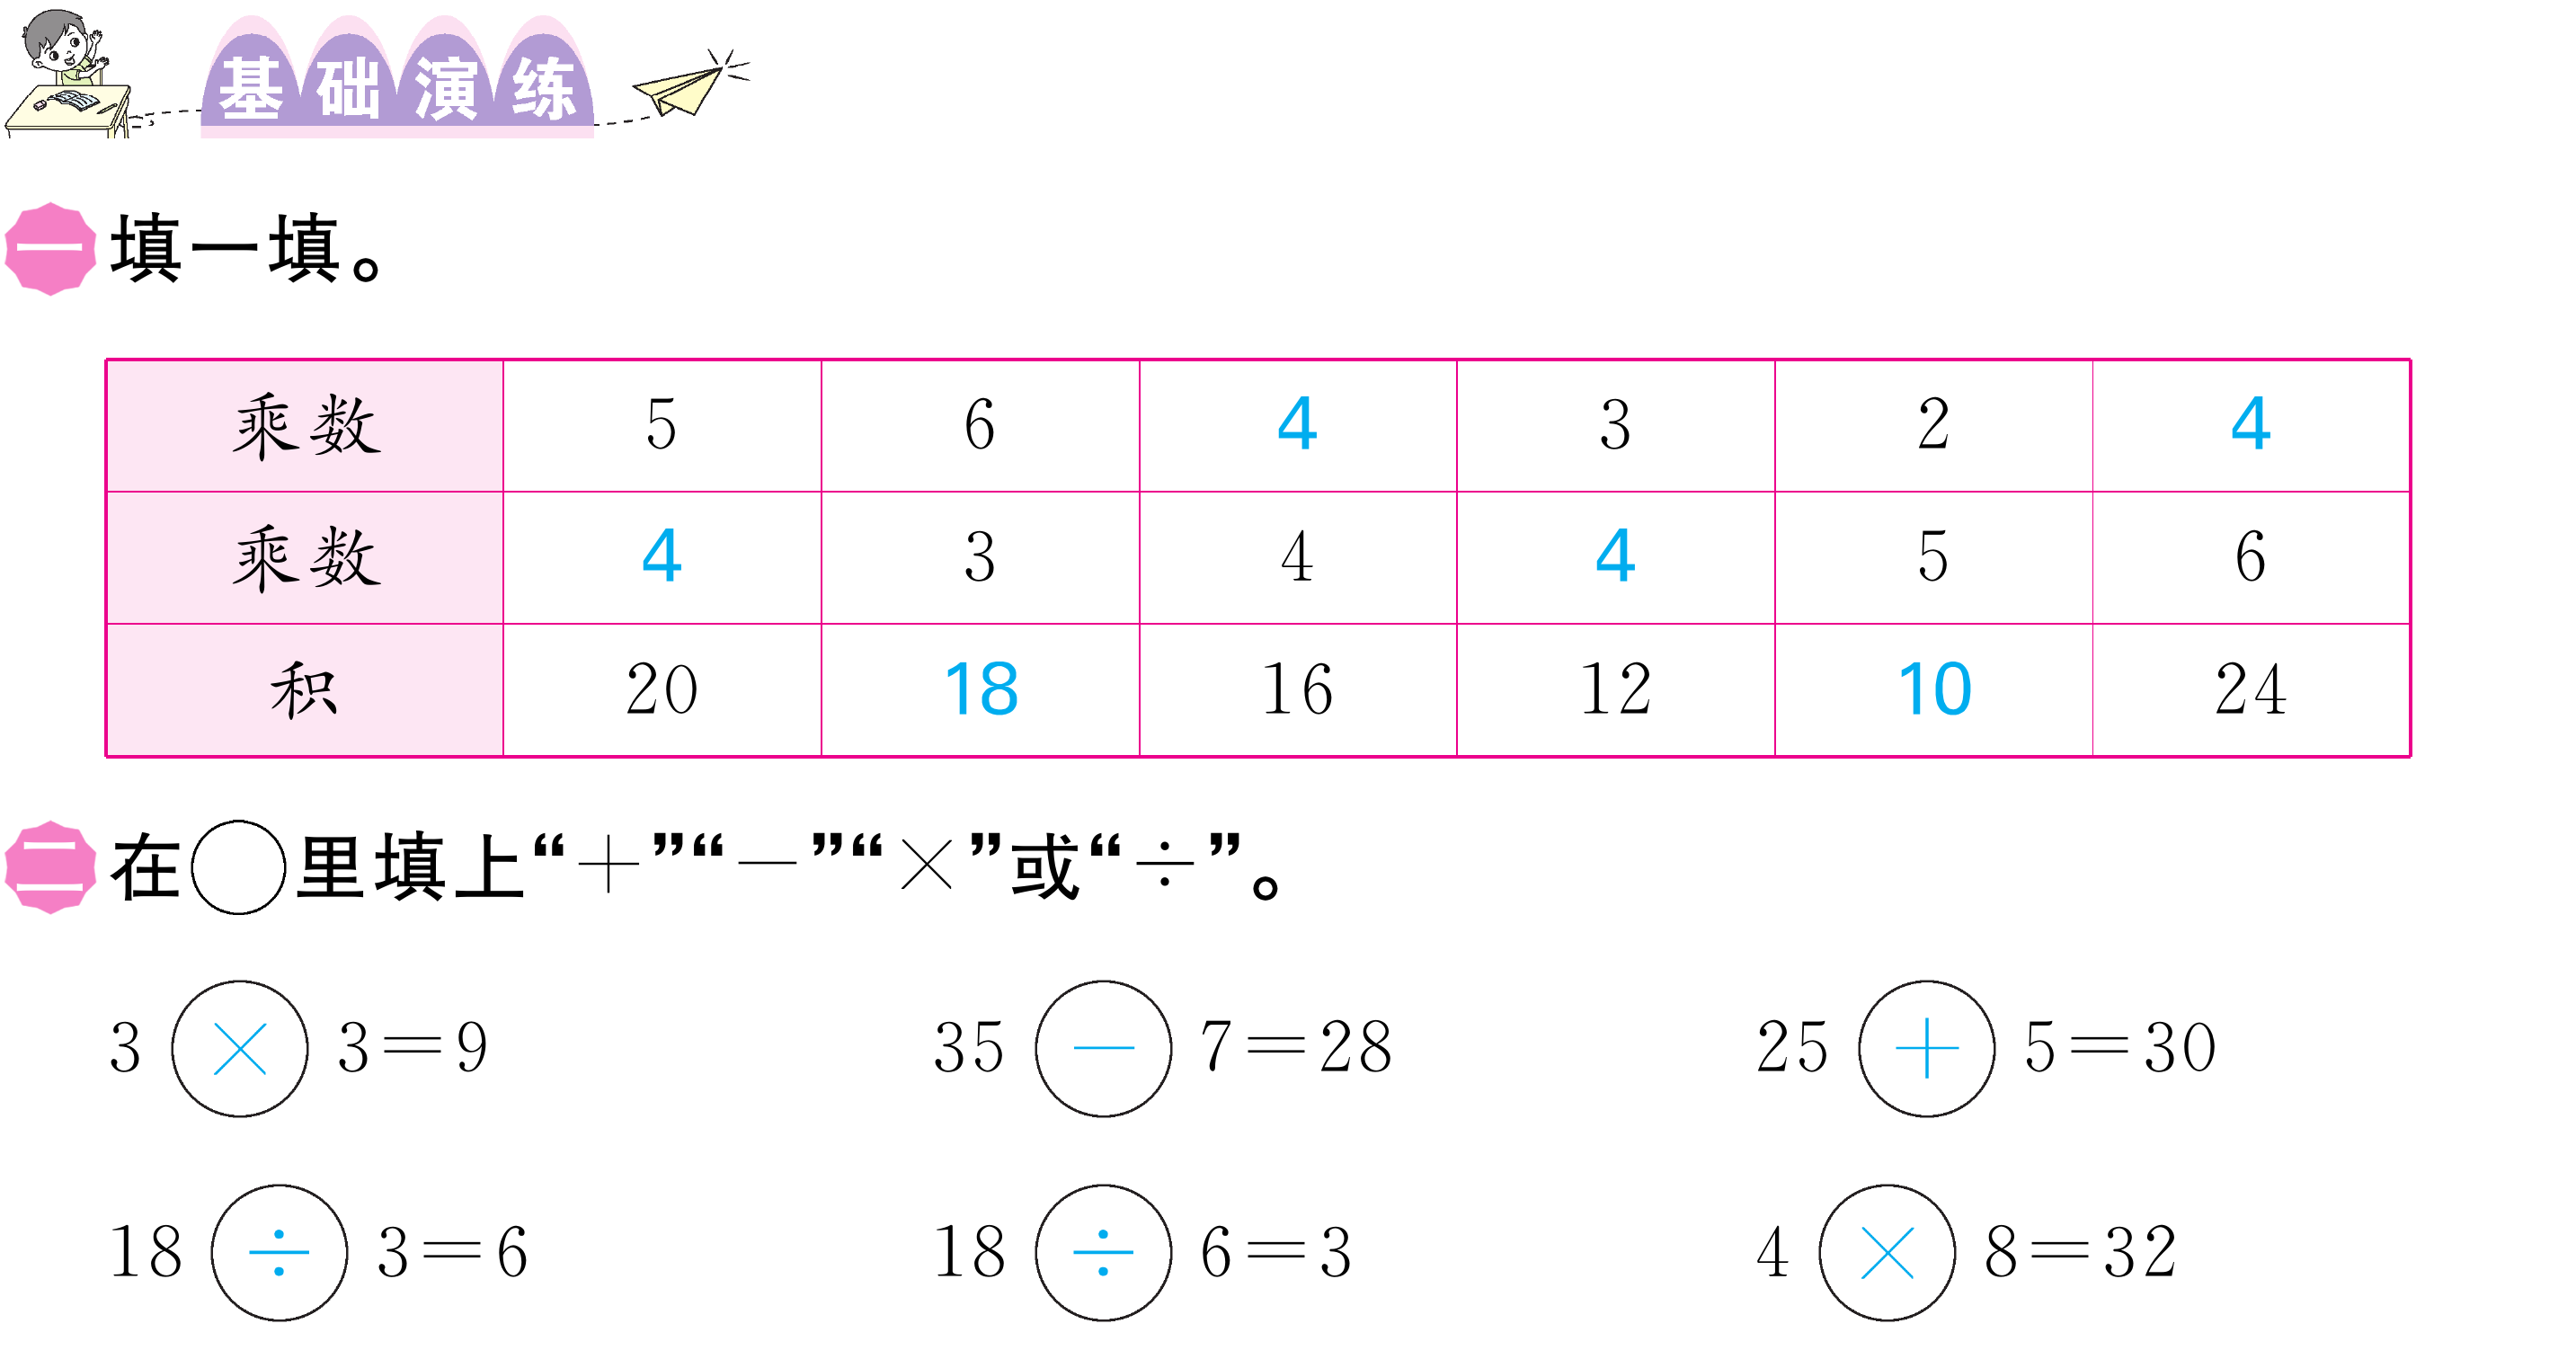 基础演练
一 填一填。
乘数 5 6 4 3 2 4
乘数 4 3 4 4 5 6
积 20 18 16 12 10 24
二 在○里填上“+”“-”“×”或“÷”。
3 × 3=9 35 - 7=28 25 + 5=30
18 ÷ 3=6 18 ÷ 6=3 4 × 8=32